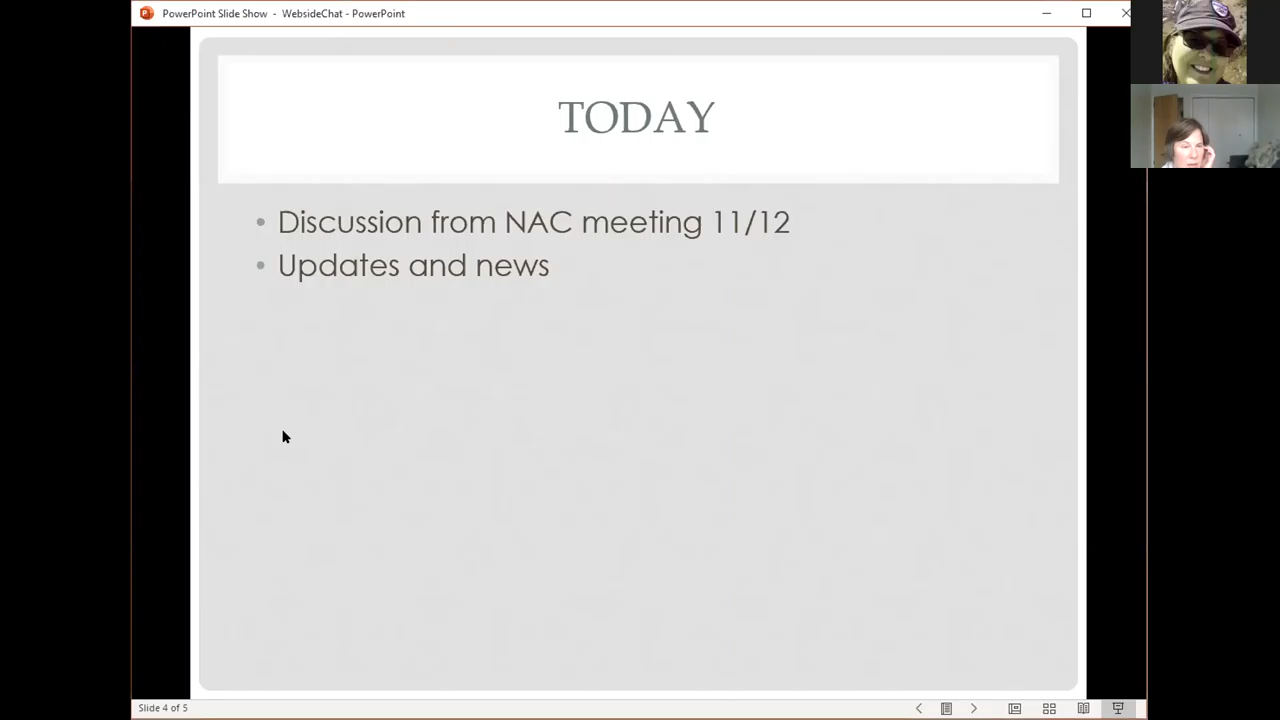 PowerPoint Slide Show - WebsideChat - PowerPoint
TODAY
• Discussion from NAC meeting 11/12
• Updates and news
Slide 4 of 5